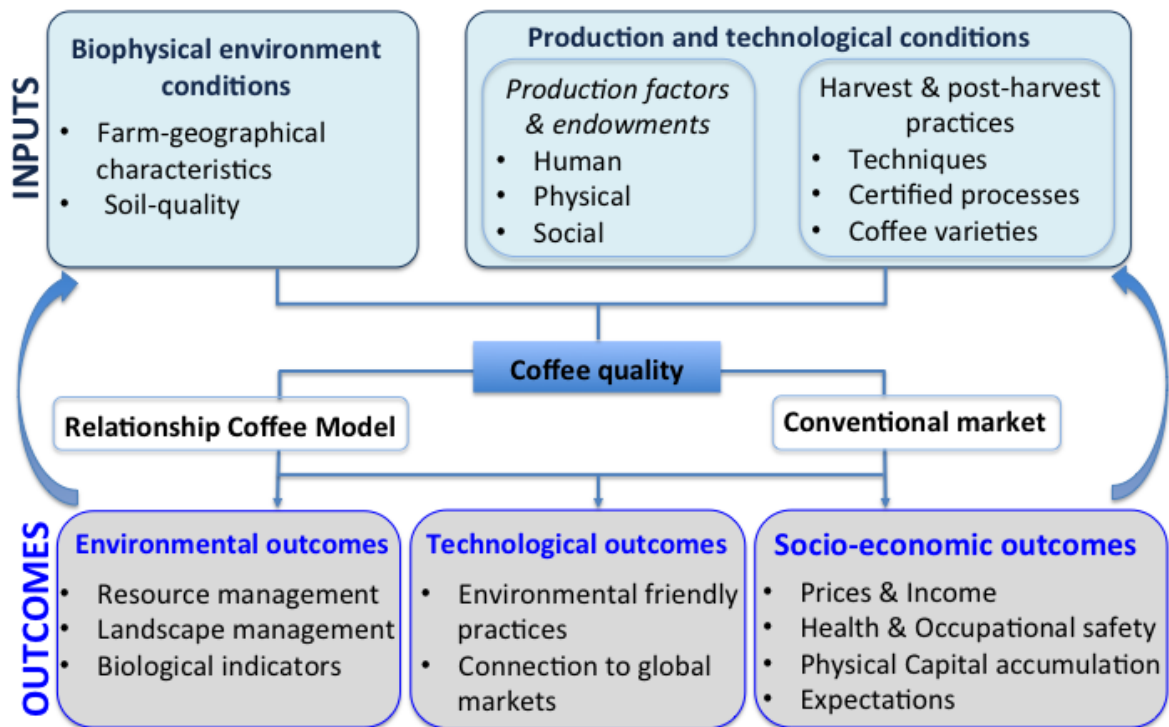 INPUTS
Biophysical environment
conditions
• Farm-geographical
characteristics
• Soil-quality
Production and technological conditions
Production factors
& endowments
• Human
• Physical
• Social
Harvest & post-harvest
practices
• Techniques
• Certified processes
• Coffee varieties
Coffee quality
Relationship Coffee Model
Conventional market
OUTCOMES
Environmental outcomes
• Resource management
• Landscape management
• Biological indicators
Technological outcomes
• Environmental friendly
practices
• Connection to global
markets
Socio-economic outcomes
• Prices & Income
• Health & Occupational safety
• Physical Capital accumulation
• Expectations